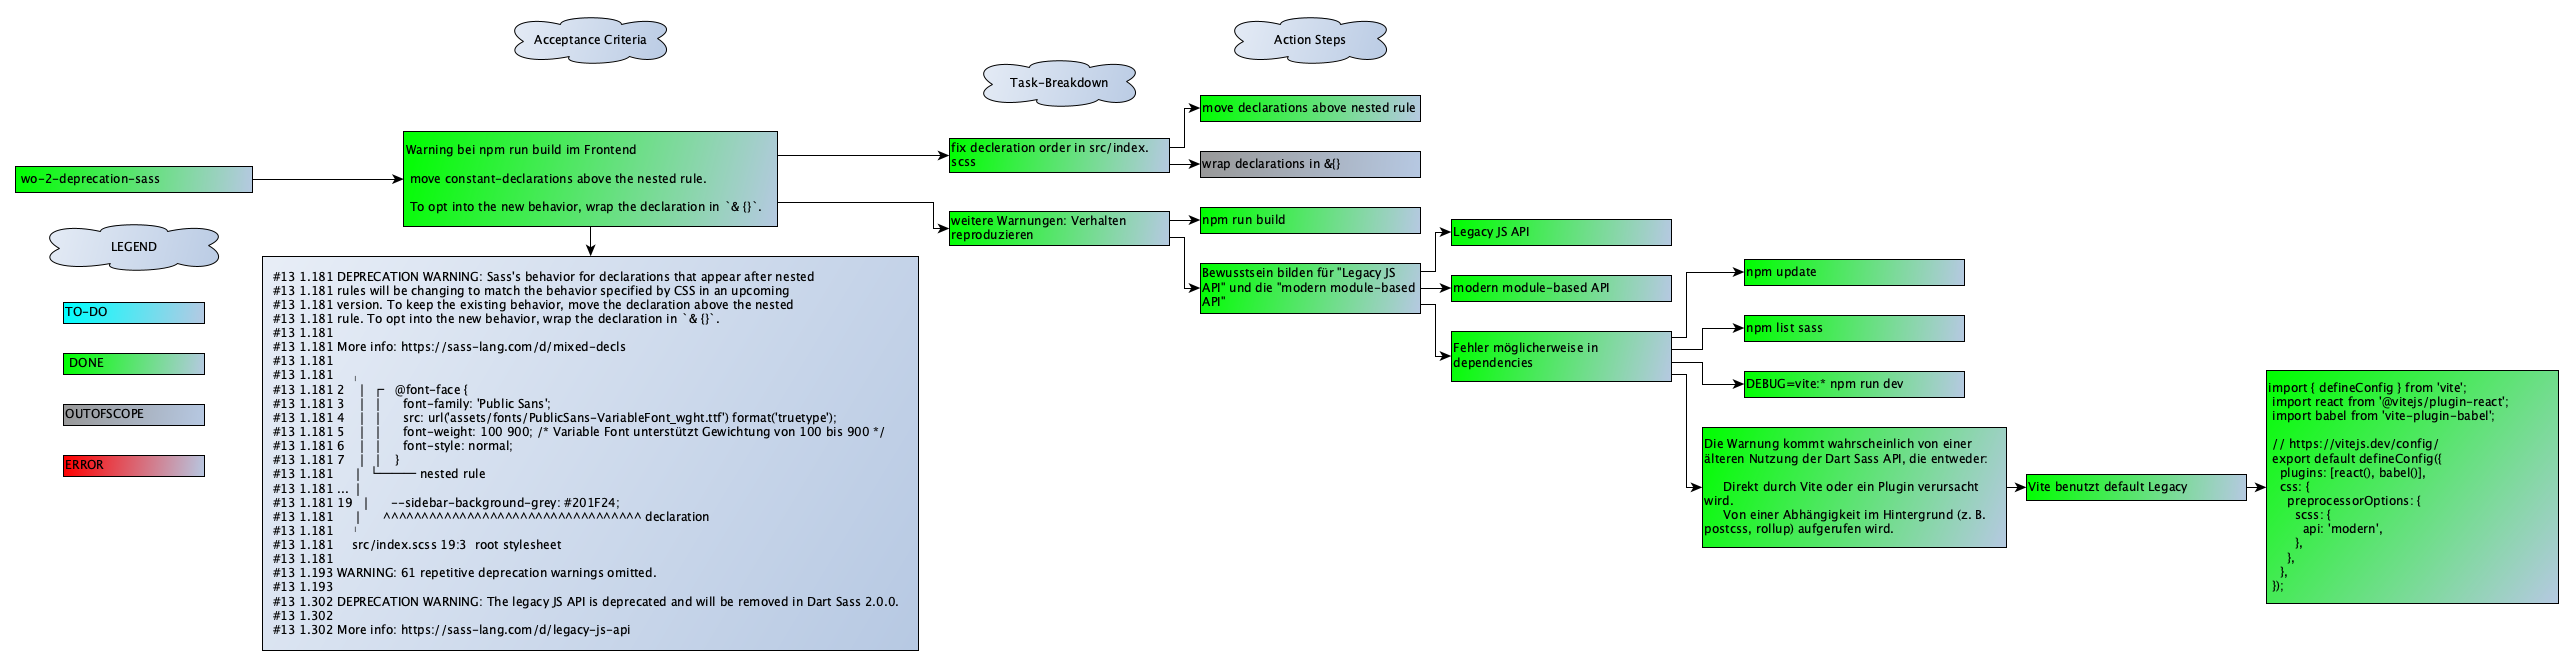 Acceptance Criteria
Task-Breakdown
Action Steps
wo-2-deprecation-sass
LEGEND
TO-DO
DONE
OUTOFSCOPE
ERROR
Warning bei npm run build im Frontend
move constant-declarations above the nested rule.
To opt into the new behavior, wrap the declaration in `& {}`.
#13 1.181 DEPRECATION WARNING: Sass's behavior for declarations that appear after nested
#13 1.181 rules will be changing to match the behavior specified by CSS in an upcoming
#13 1.181 version. To keep the existing behavior, move the declaration above the nested
#13 1.181 rule. To opt into the new behavior, wrap the declaration in `& {}`.
#13 1.181
#13 1.181 More info: https://sass-lang.com/d/mixed-decls
#13 1.181
#13 1.181 ╷
#13 1.181 2 │ ┌ @font-face {
#13 1.181 3 │ │ font-family: 'Public Sans';
#13 1.181 4 │ │ src: url('assets/fonts/PublicSans-VariableFont_wght.ttf') format('truetype');
#13 1.181 5 │ │ font-weight: 100 900; /* Variable Font unterstützt Gewichtung von 100 bis 900 */
#13 1.181 6 │ │ font-style: normal;
#13 1.181 7 │ │ }
#13 1.181 │ └──── nested rule
#13 1.181 ... │
#13 1.181 19 │ --sidebar-background-grey: #201F24;
#13 1.181 │ ^^^^^^^^^^^^^^^^^^^^^^^^^^^^^^^^^^ declaration
#13 1.181 ╵
#13 1.181 src/index.scss 19:3 root stylesheet
#13 1.181
#13 1.193 WARNING: 61 repetitive deprecation warnings omitted.
#13 1.193
#13 1.302 DEPRECATION WARNING: The legacy JS API is deprecated and will be removed in Dart Sass 2.0.0.
#13 1.302
#13 1.302 More info: https://sass-lang.com/d/legacy-js-api
fix decleration order in src/index.
scss
move declarations above nested rule
wrap declarations in &{}
weitere Warnungen: Verhalten
reproduzieren
npm run build
Bewusstsein bilden für "Legacy JS
API" und die "modern module-based
API"
Legacy JS API
modern module-based API
Fehler möglicherweise in
dependencies
npm update
npm list sass
DEBUG=vite:* npm run dev
Die Warnung kommt wahrscheinlich von einer
älteren Nutzung der Dart Sass API, die entweder:
Direkt durch Vite oder ein Plugin verursacht
wird.
Von einer Abhängigkeit im Hintergrund (z. B.
postcss, rollup) aufgerufen wird.
Vite benutzt default Legacy
import { defineConfig } from 'vite';
import react from '@vitejs/plugin-react';
import babel from 'vite-plugin-babel';
// https://vitejs.dev/config/
export default defineConfig({
plugins: [react(), babel()],
css: {
preprocessorOptions: {
scss: {
api: 'modern',
},
},
},
});